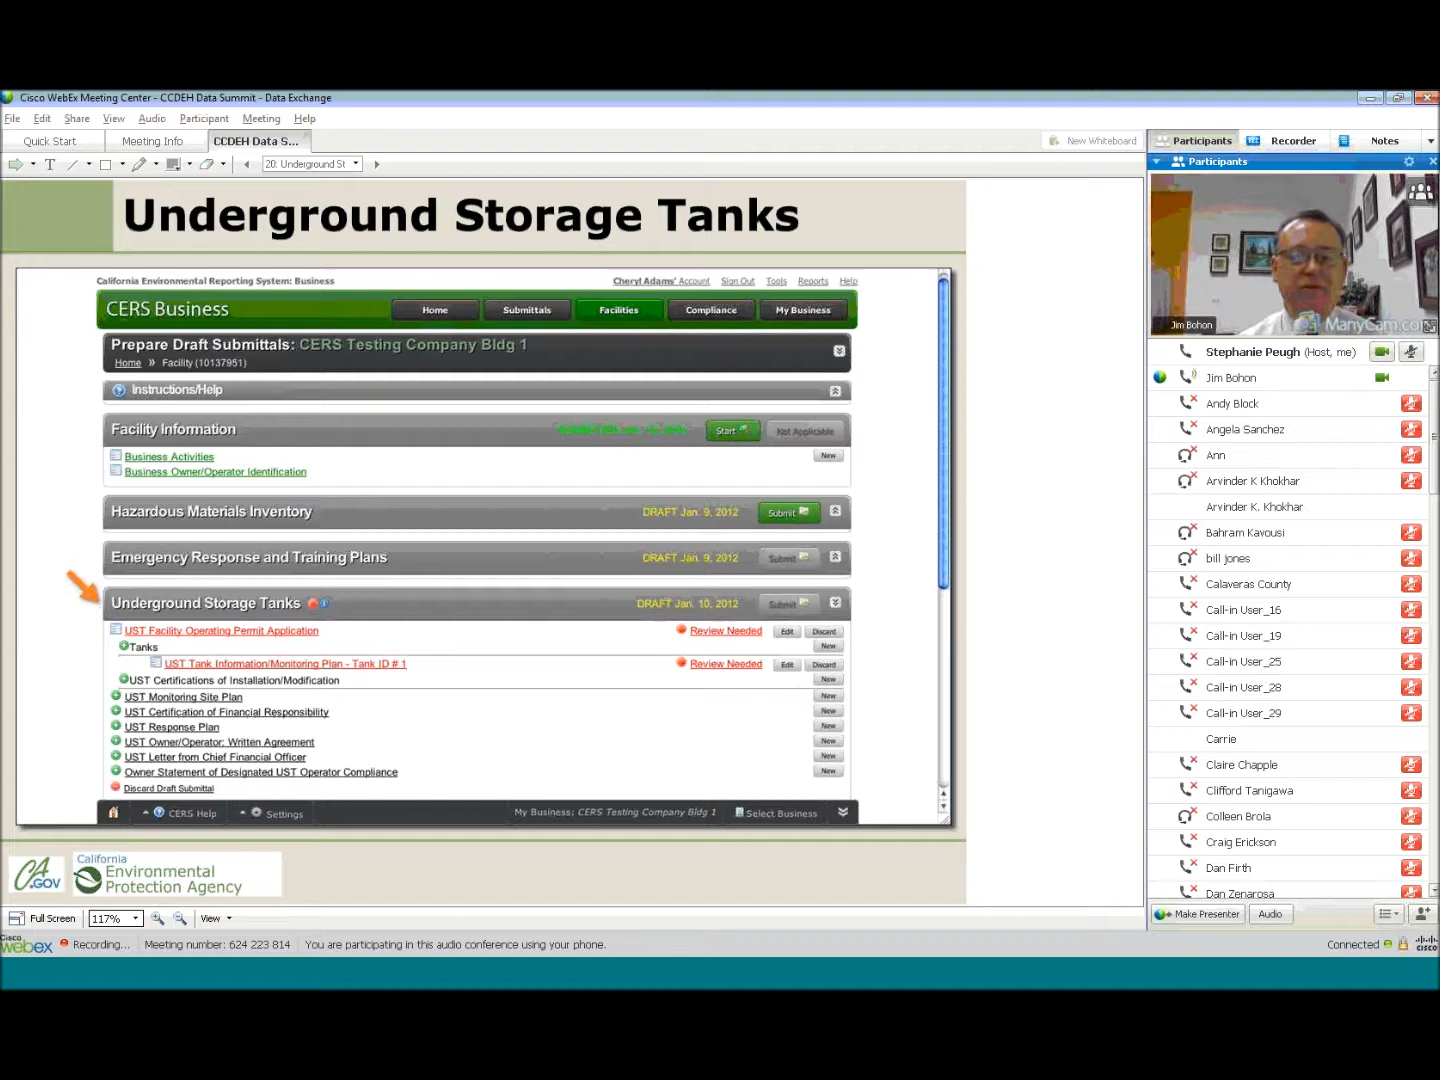 Cisco WebEx Meeting Center - CCDEH Data Summit - Data Exchange
File Edit Share View Audio Participant Meeting Help
Quick Start Meeting Info CCDEH Data S... New Whiteboard
T 20: Underground St
Underground Storage Tanks
California Environmental Reporting System: Business Cheryl Adams' Account Sign Out Tools Reports Help
CERS Business Home Submittals Facilities Compliance My Business
Prepare Draft Submittals: CERS Testing Company Bldg 1
Home » Facility (10137951)
Instructions/Help
Facility Information Start Not Applicable
Business Activities New
Business Owner/Operator Identification
Hazardous Materials Inventory DRAFT Jan. 9, 2012 Submit
Emergency Response and Training Plans DRAFT Jan. 9, 2012 Submit
Underground Storage Tanks DRAFT Jan. 10, 2012 Submit
UST Facility Operating Permit Application Review Needed Edit Discard
Tanks New
UST Tank Information/Monitoring Plan - Tank ID # 1 Review Needed Edit Discard
UST Certifications of Installation/Modification New
UST Monitoring Site Plan New
UST Certification of Financial Responsibility New
UST Response Plan New
UST Owner/Operator: Written Agreement New
UST Letter from Chief Financial Officer New
Owner Statement of Designated UST Operator Compliance New
Discard Draft Submittal
CERS Help Settings My Business: CERS Testing Company Bldg 1 Select Business
CA.GOV
California
Environmental
Protection Agency
Full Screen 117% View
Cisco webex Recording... Meeting number: 624 223 814 You are participating in this audio conference using your phone. Connected cisco
Participants REC Recorder Notes
Participants
Jim Bohon ManyCam.co
Stephanie Peugh (Host, me)
Jim Bohon
Andy Block
Angela Sanchez
Ann
Arvinder K Khokhar
Arvinder K. Khokhar
Bahram Kavousi
bill jones
Calaveras County
Call-in User_16
Call-in User_19
Call-in User_25
Call-in User_28
Call-in User_29
Carrie
Claire Chapple
Clifford Tanigawa
Colleen Brola
Craig Erickson
Dan Firth
Dan Zenarosa
Make Presenter Audio